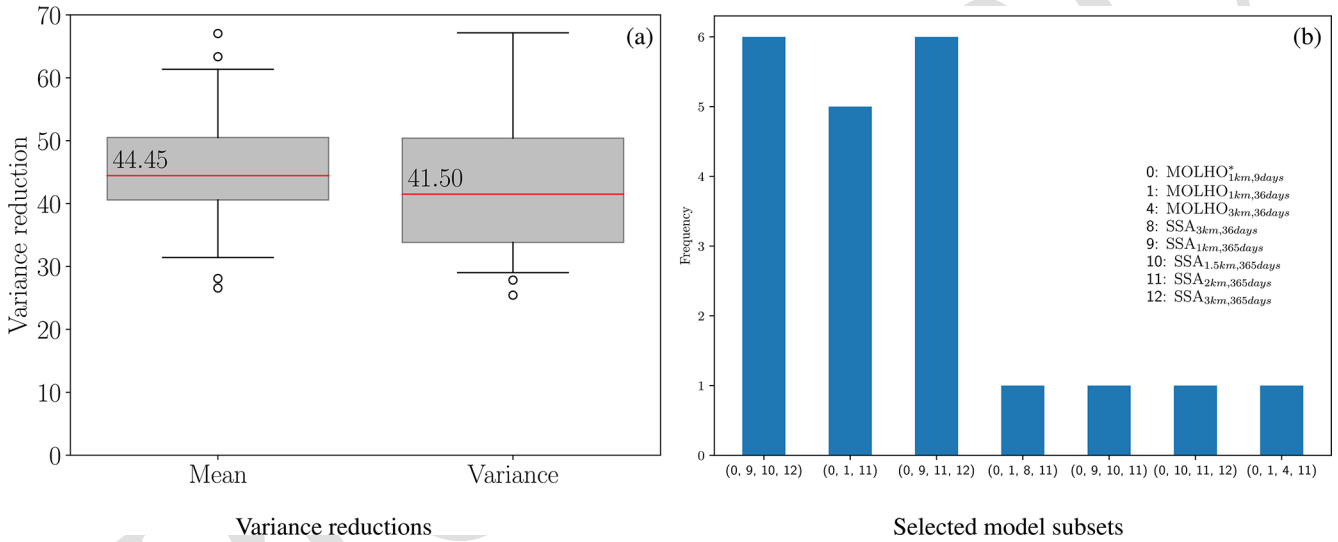 (a)
Variance reduction
70
60
50
40
30
20
10
0
44.45
41.50
Mean
Variance
Variance reductions
(b)
Frequency
6
5
4
3
2
1
0
0: MOLHO*1km,9days
1: MOLHO1km,36days
4: MOLHO3km,36days
8: SSA3km,36days
9: SSA1km,365days
10: SSA1.5km,365days
11: SSA2km,365days
12: SSA3km,365days
(0, 9, 10, 12)
(0, 1, 11)
(0, 9, 11, 12)
(0, 1, 8, 11)
(0, 9, 10, 11)
(0, 10, 11, 12)
(0, 1, 4, 11)
Selected model subsets